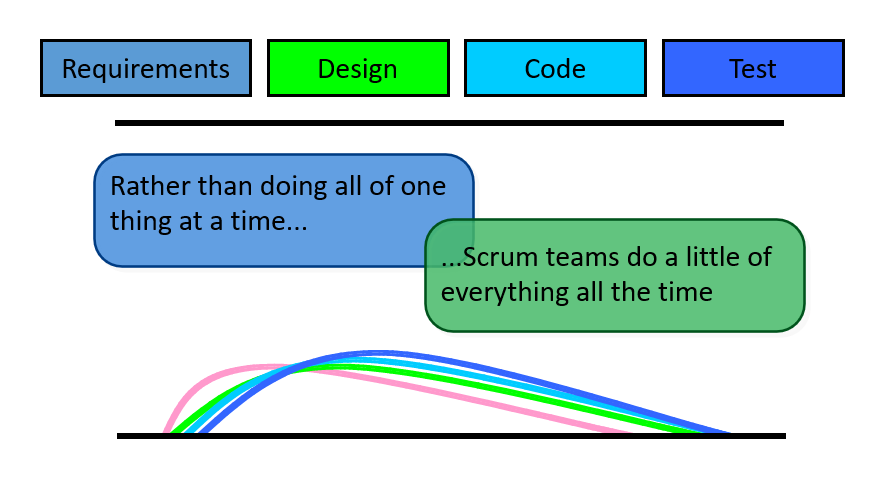 Requirements
Design
Code
Test
Rather than doing all of one
thing at a time...
...Scrum teams do a little of
everything all the time